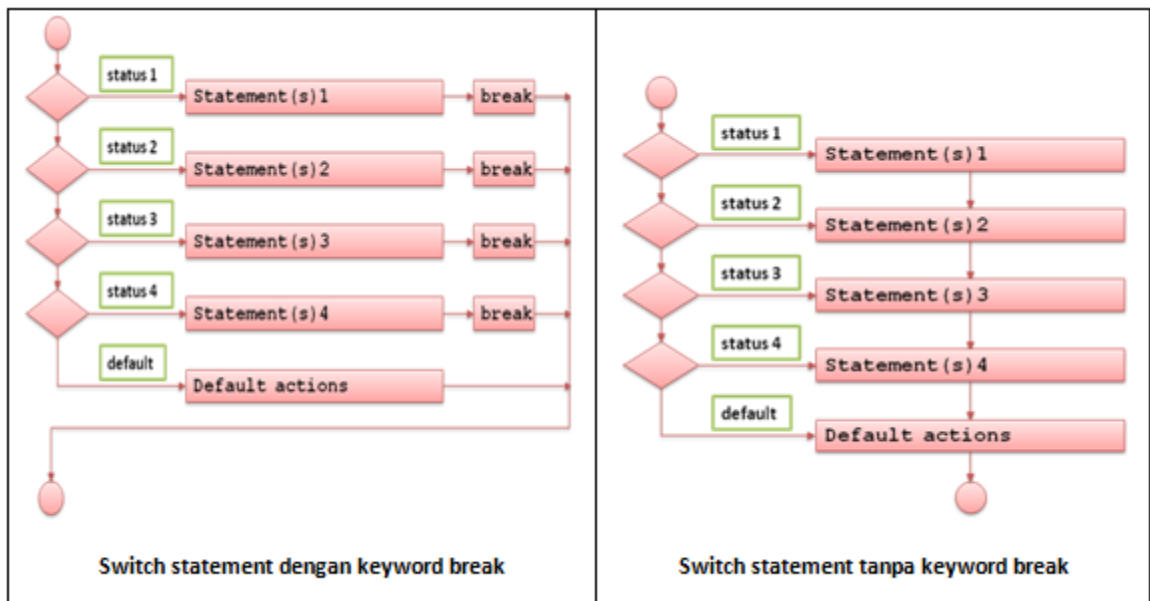 status 1
Statement(s)1
break
status 2
Statement(s)2
break
status 3
Statement(s)3
break
status 4
Statement(s)4
break
default
Default actions
Switch statement dengan keyword break
status 1
Statement(s)1
status 2
Statement(s)2
status 3
Statement(s)3
status 4
Statement(s)4
default
Default actions
Switch statement tanpa keyword break